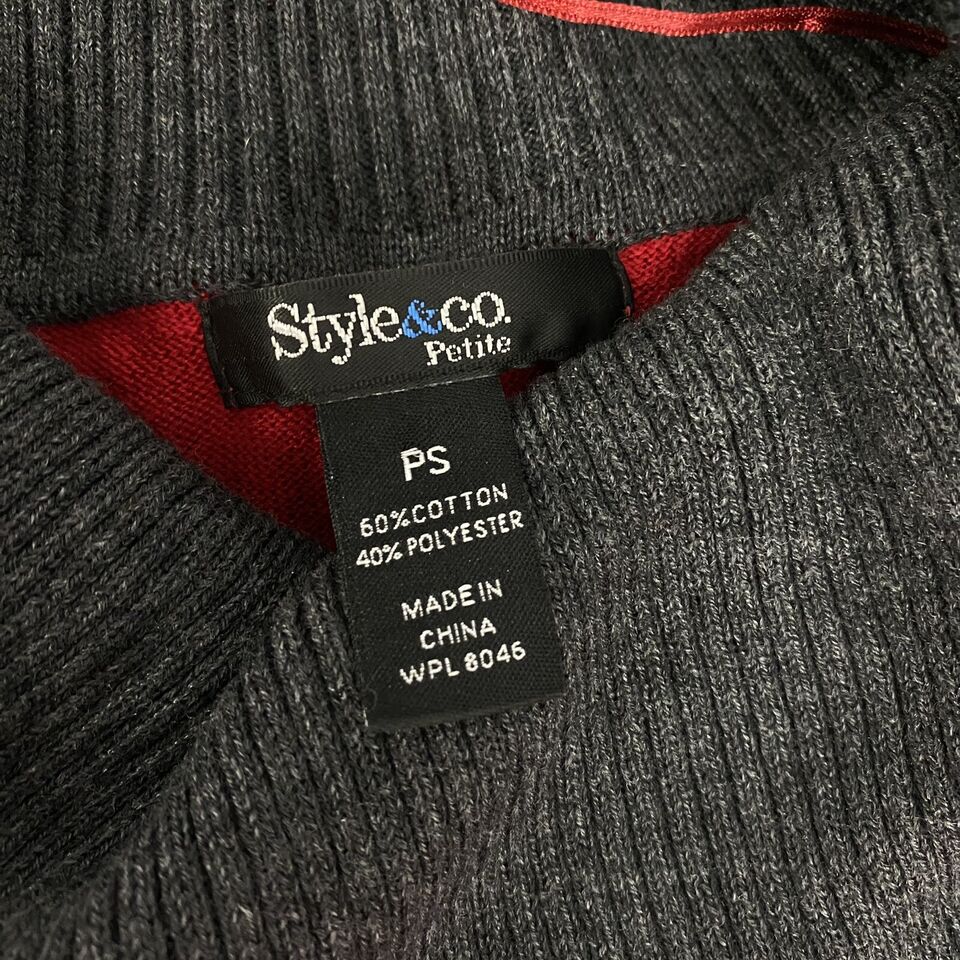 Style&co.
Petite
PS
60%COTTON
40% POLYESTER
MADE IN
CHINA
WPL 8046